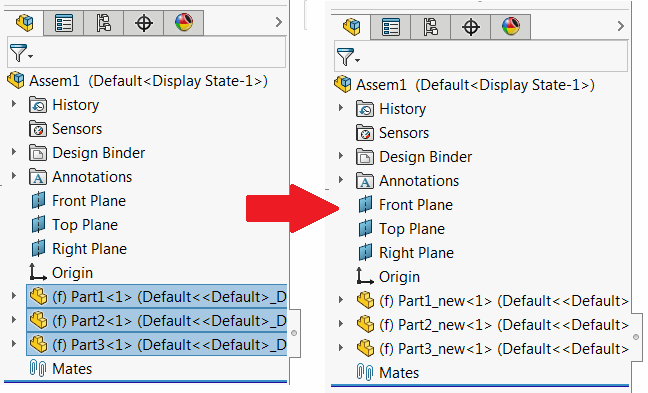 Assem1 (Default<Display State-1>)
History
Sensors
Design Binder
Annotations
Front Plane
Top Plane
Right Plane
Origin
(f) Part1<1> (Default<<Default>_D
(f) Part2<1> (Default<<Default>_D
(f) Part3<1> (Default<<Default>_D
Mates
Assem1 (Default<Display State-1>)
History
Sensors
Design Binder
Annotations
Front Plane
Top Plane
Right Plane
Origin
(f) Part1_new<1> (Default<<Default>
(f) Part2_new<1> (Default<<Default>
(f) Part3_new<1> (Default<<Default>
Mates